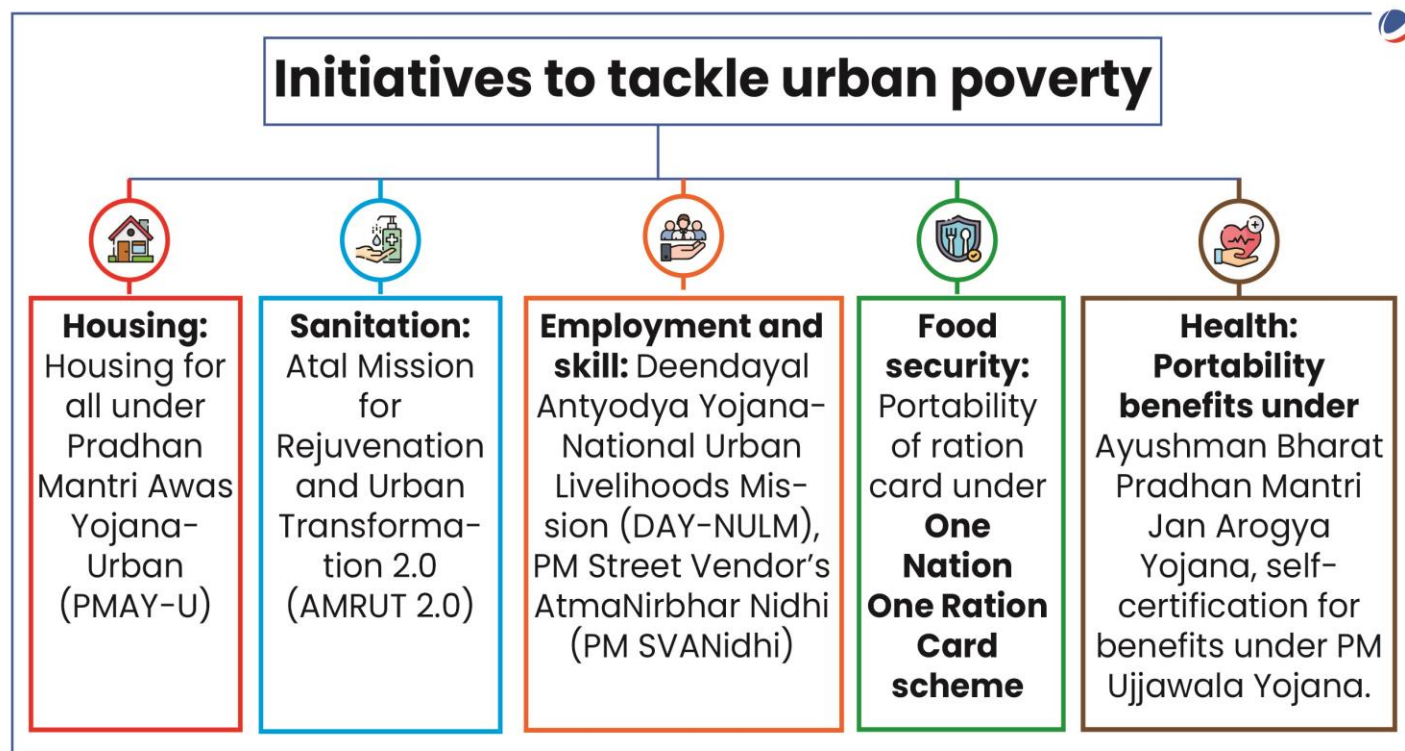 Initiatives to tackle urban poverty
Housing:
Housing for
all under
Pradhan
Mantri Awas
Yojana-
Urban
(PMAY-U)
Sanitation:
Atal Mission
for
Rejuvenation
and Urban
Transforma-
tion 2.0
(AMRUT 2.0)
Employment and
skill: Deendayal
Antyodya Yojana-
National Urban
Livelihoods Mis-
sion (DAY-NULM),
PM Street Vendor’s
AtmaNirbhar Nidhi
(PM SVANidhi)
Food
security:
Portability
of ration
card under
One
Nation
One Ration
Card
scheme
Health:
Portability
benefits under
Ayushman Bharat
Pradhan Mantri
Jan Arogya
Yojana, self-
certification for
benefits under PM
Ujjawala Yojana.